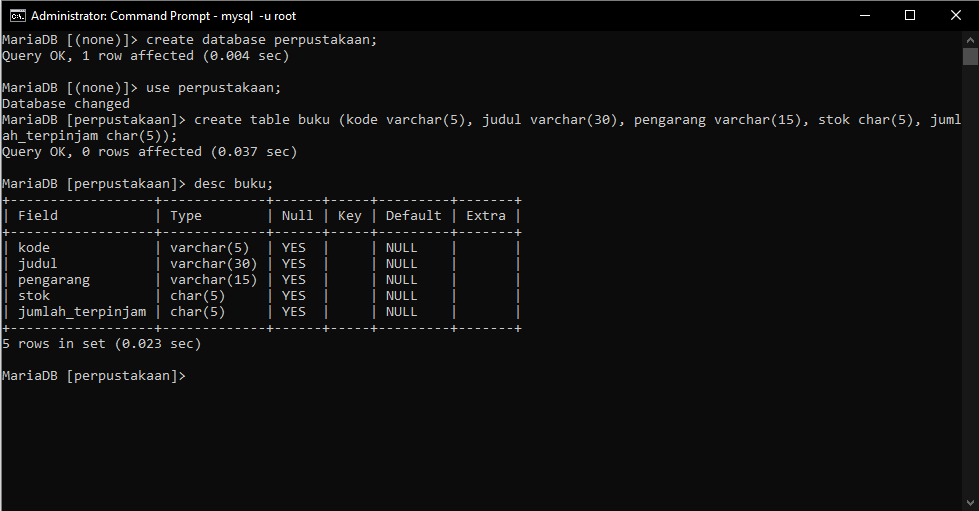 Administrator: Command Prompt - mysql  -u root
MariaDB [(none)]> create database perpustakaan;
Query OK, 1 row affected (0.004 sec)
MariaDB [(none)]> use perpustakaan;
Database changed
MariaDB [perpustakaan]> create table buku (kode varchar(5), judul varchar(30), pengarang varchar(15), stok char(5), juml
ah_terpinjam char(5));
Query OK, 0 rows affected (0.037 sec)
MariaDB [perpustakaan]> desc buku;
+------------------+-------------+------+-----+---------+-------+
| Field            | Type        | Null | Key | Default | Extra |
+------------------+-------------+------+-----+---------+-------+
| kode             | varchar(5)  | YES  |     | NULL    |       |
| judul            | varchar(30) | YES  |     | NULL    |       |
| pengarang        | varchar(15) | YES  |     | NULL    |       |
| stok             | char(5)     | YES  |     | NULL    |       |
| jumlah_terpinjam | char(5)     | YES  |     | NULL    |       |
+------------------+-------------+------+-----+---------+-------+
5 rows in set (0.023 sec)
MariaDB [perpustakaan]>